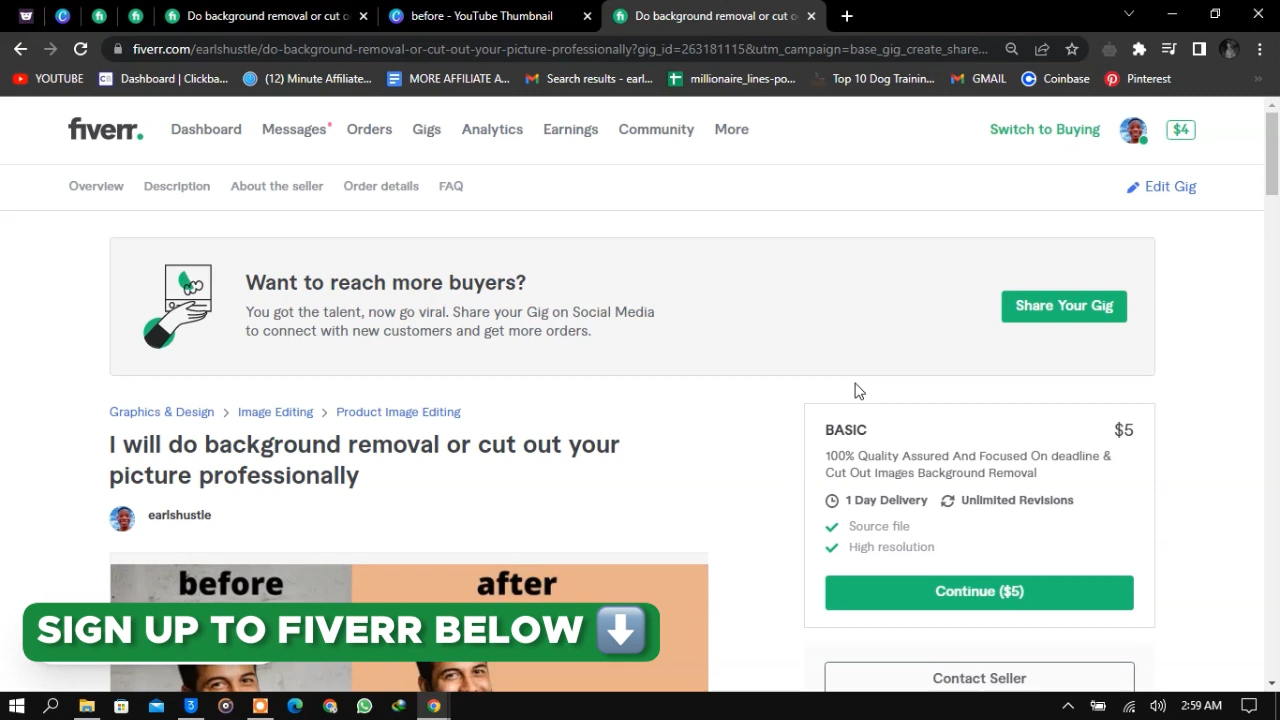 Do background removal or cut o
before - YouTube Thumbnail
Do background removal or cut o
fiverr.com/earlshustle/do-background-removal-or-cut-out-your-picture-professionally?gig_id=263181115&utm_campaign=base_gig_create_share...
YOUTUBE
Dashboard | Clickba...
(12) Minute Affiliate...
MORE AFFILIATE A...
Search results - earl...
millionaire_lines-po...
Top 10 Dog Trainin...
GMAIL
Coinbase
Pinterest
fiverr.
Dashboard
Messages
Orders
Gigs
Analytics
Earnings
Community
More
Switch to Buying
$4
Overview
Description
About the seller
Order details
FAQ
Edit Gig
Want to reach more buyers?
You got the talent, now go viral. Share your Gig on Social Media
to connect with new customers and get more orders.
Share Your Gig
Graphics & Design > Image Editing > Product Image Editing
I will do background removal or cut out your
picture professionally
earlshustle
before
after
BASIC
$5
100% Quality Assured And Focused On deadline &
Cut Out Images Background Removal
1 Day Delivery
Unlimited Revisions
Source file
High resolution
Continue ($5)
Contact Seller
SIGN UP TO FIVERR BELOW
2:59 AM